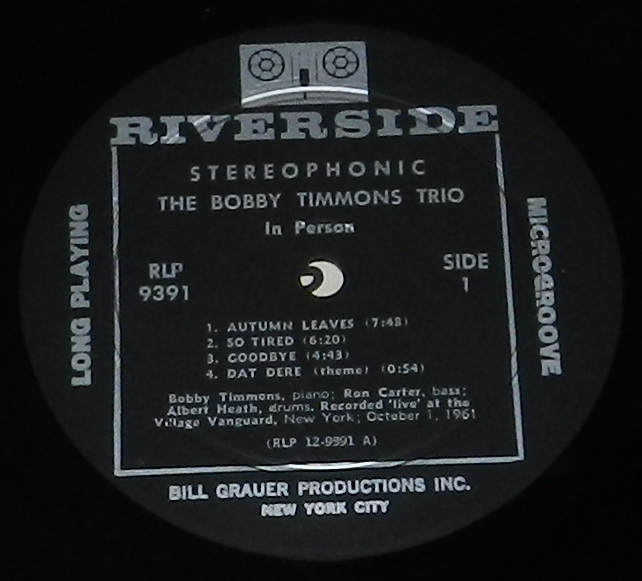 RIVERSIDE
STEREOPHONIC
THE BOBBY TIMMONS TRIO
In Person
RLP
9391
SIDE
1
LONG PLAYING
MICROGROOVE
1. AUTUMN LEAVES (7:48)
2. SO TIRED (6:20)
3. GOODBYE (4:43)
4. DAT DERE (theme) (0:54)
Bobby Timmons, piano; Ron Carter, bass;
Albert Heath, drums. Recorded 'live' at the
Village Vanguard, New York; October 1, 1961
(RLP 12-9391 A)
BILL GRAUER PRODUCTIONS INC.
NEW YORK CITY